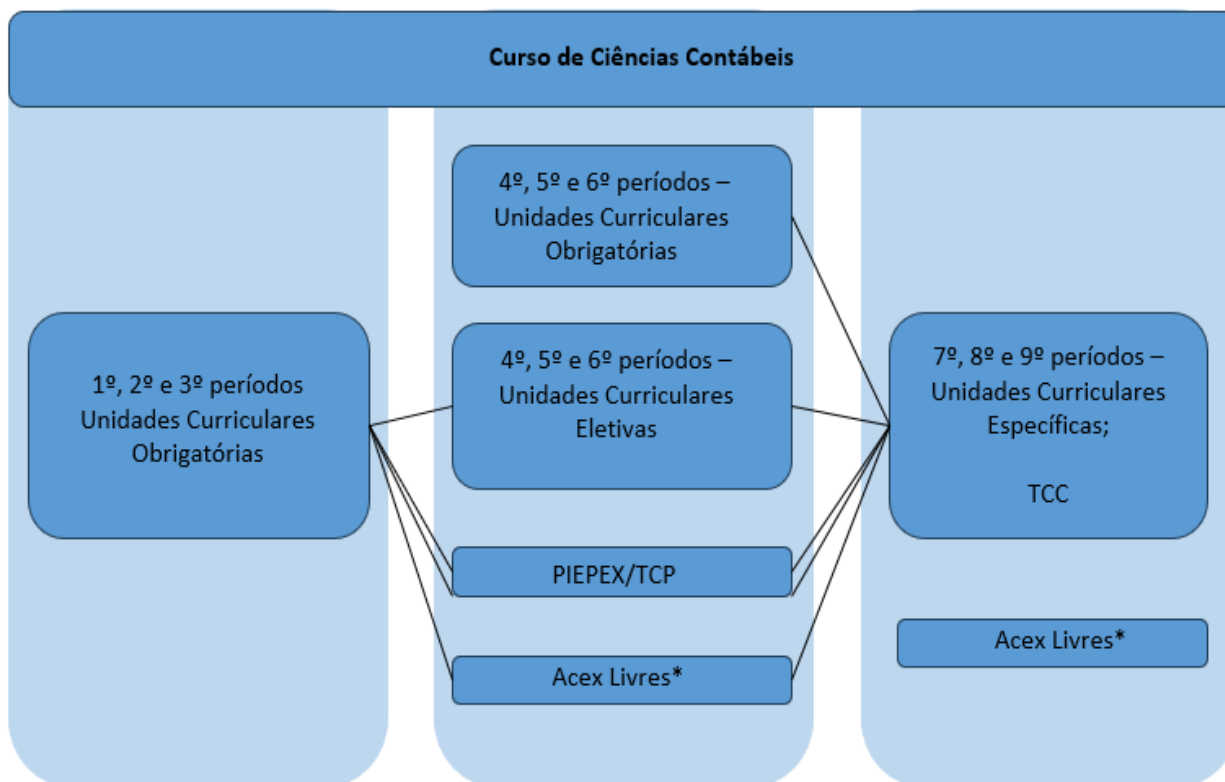 Curso de Ciências Contábeis
1º, 2º e 3º períodos
Unidades Curriculares
Obrigatórias
4º, 5º e 6º períodos –
Unidades Curriculares
Obrigatórias
4º, 5º e 6º períodos –
Unidades Curriculares
Eletivas
PIEPEX/TCP
Acex Livres*
7º, 8º e 9º períodos –
Unidades Curriculares
Específicas;
TCC
Acex Livres*